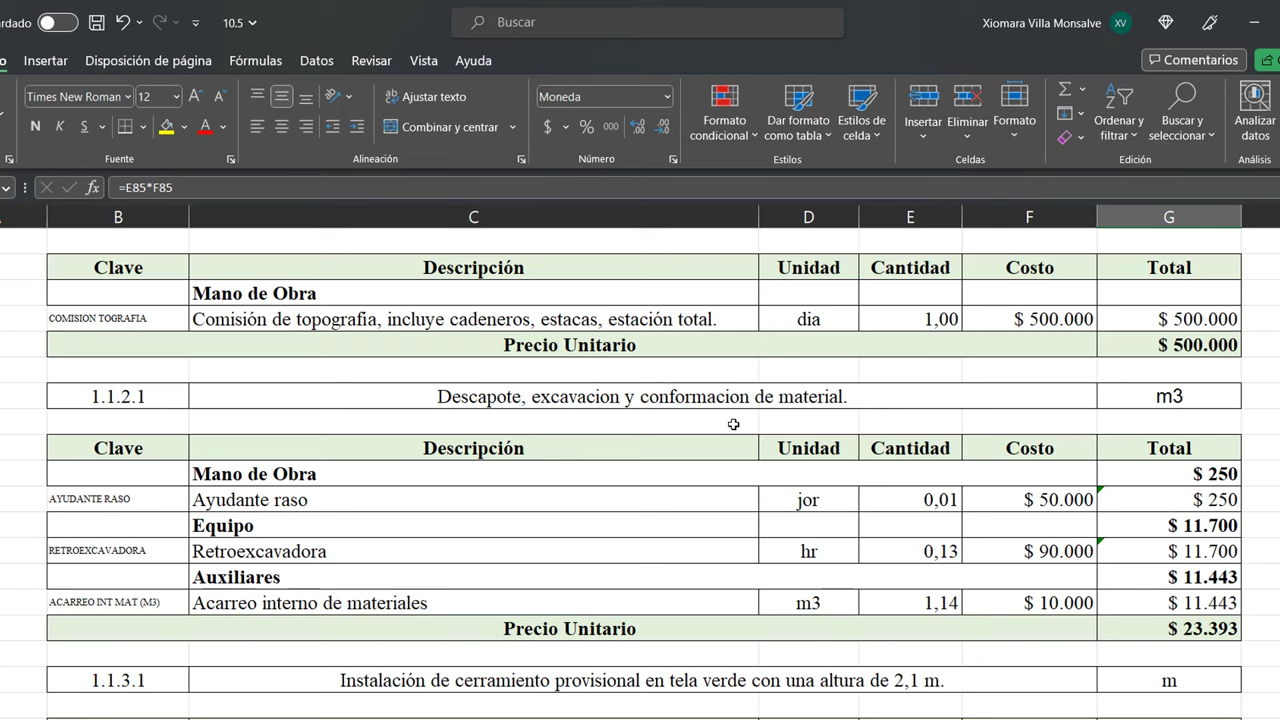 rdado 10.5 Buscar Xiomara Villa Monsalve XV
Insertar Disposición de página Fórmulas Datos Revisar Vista Ayuda Comentarios
Times New Roman 12 Ajustar texto Moneda
N K S A Combinar y centrar $ % 000
Formato condicional Dar formato como tabla Estilos de celda Insertar Eliminar Formato Ordenar y filtrar Buscar y seleccionar Analizar datos
Fuente Alineación Número Estilos Celdas Edición Análisis
fx =E85*F85
B C D E F G
Clave Descripción Unidad Cantidad Costo Total
Mano de Obra
COMISION TOGRAFIA Comisión de topografia, incluye cadeneros, estacas, estación total. dia 1,00 $ 500.000 $ 500.000
Precio Unitario $ 500.000
1.1.2.1 Descapote, excavacion y conformacion de material. m3
Clave Descripción Unidad Cantidad Costo Total
Mano de Obra $ 250
AYUDANTE RASO Ayudante raso jor 0,01 $ 50.000 $ 250
Equipo $ 11.700
RETROEXCAVADORA Retroexcavadora hr 0,13 $ 90.000 $ 11.700
Auxiliares $ 11.443
ACARREO INT MAT (M3) Acarreo interno de materiales m3 1,14 $ 10.000 $ 11.443
Precio Unitario $ 23.393
1.1.3.1 Instalación de cerramiento provisional en tela verde con una altura de 2,1 m. m